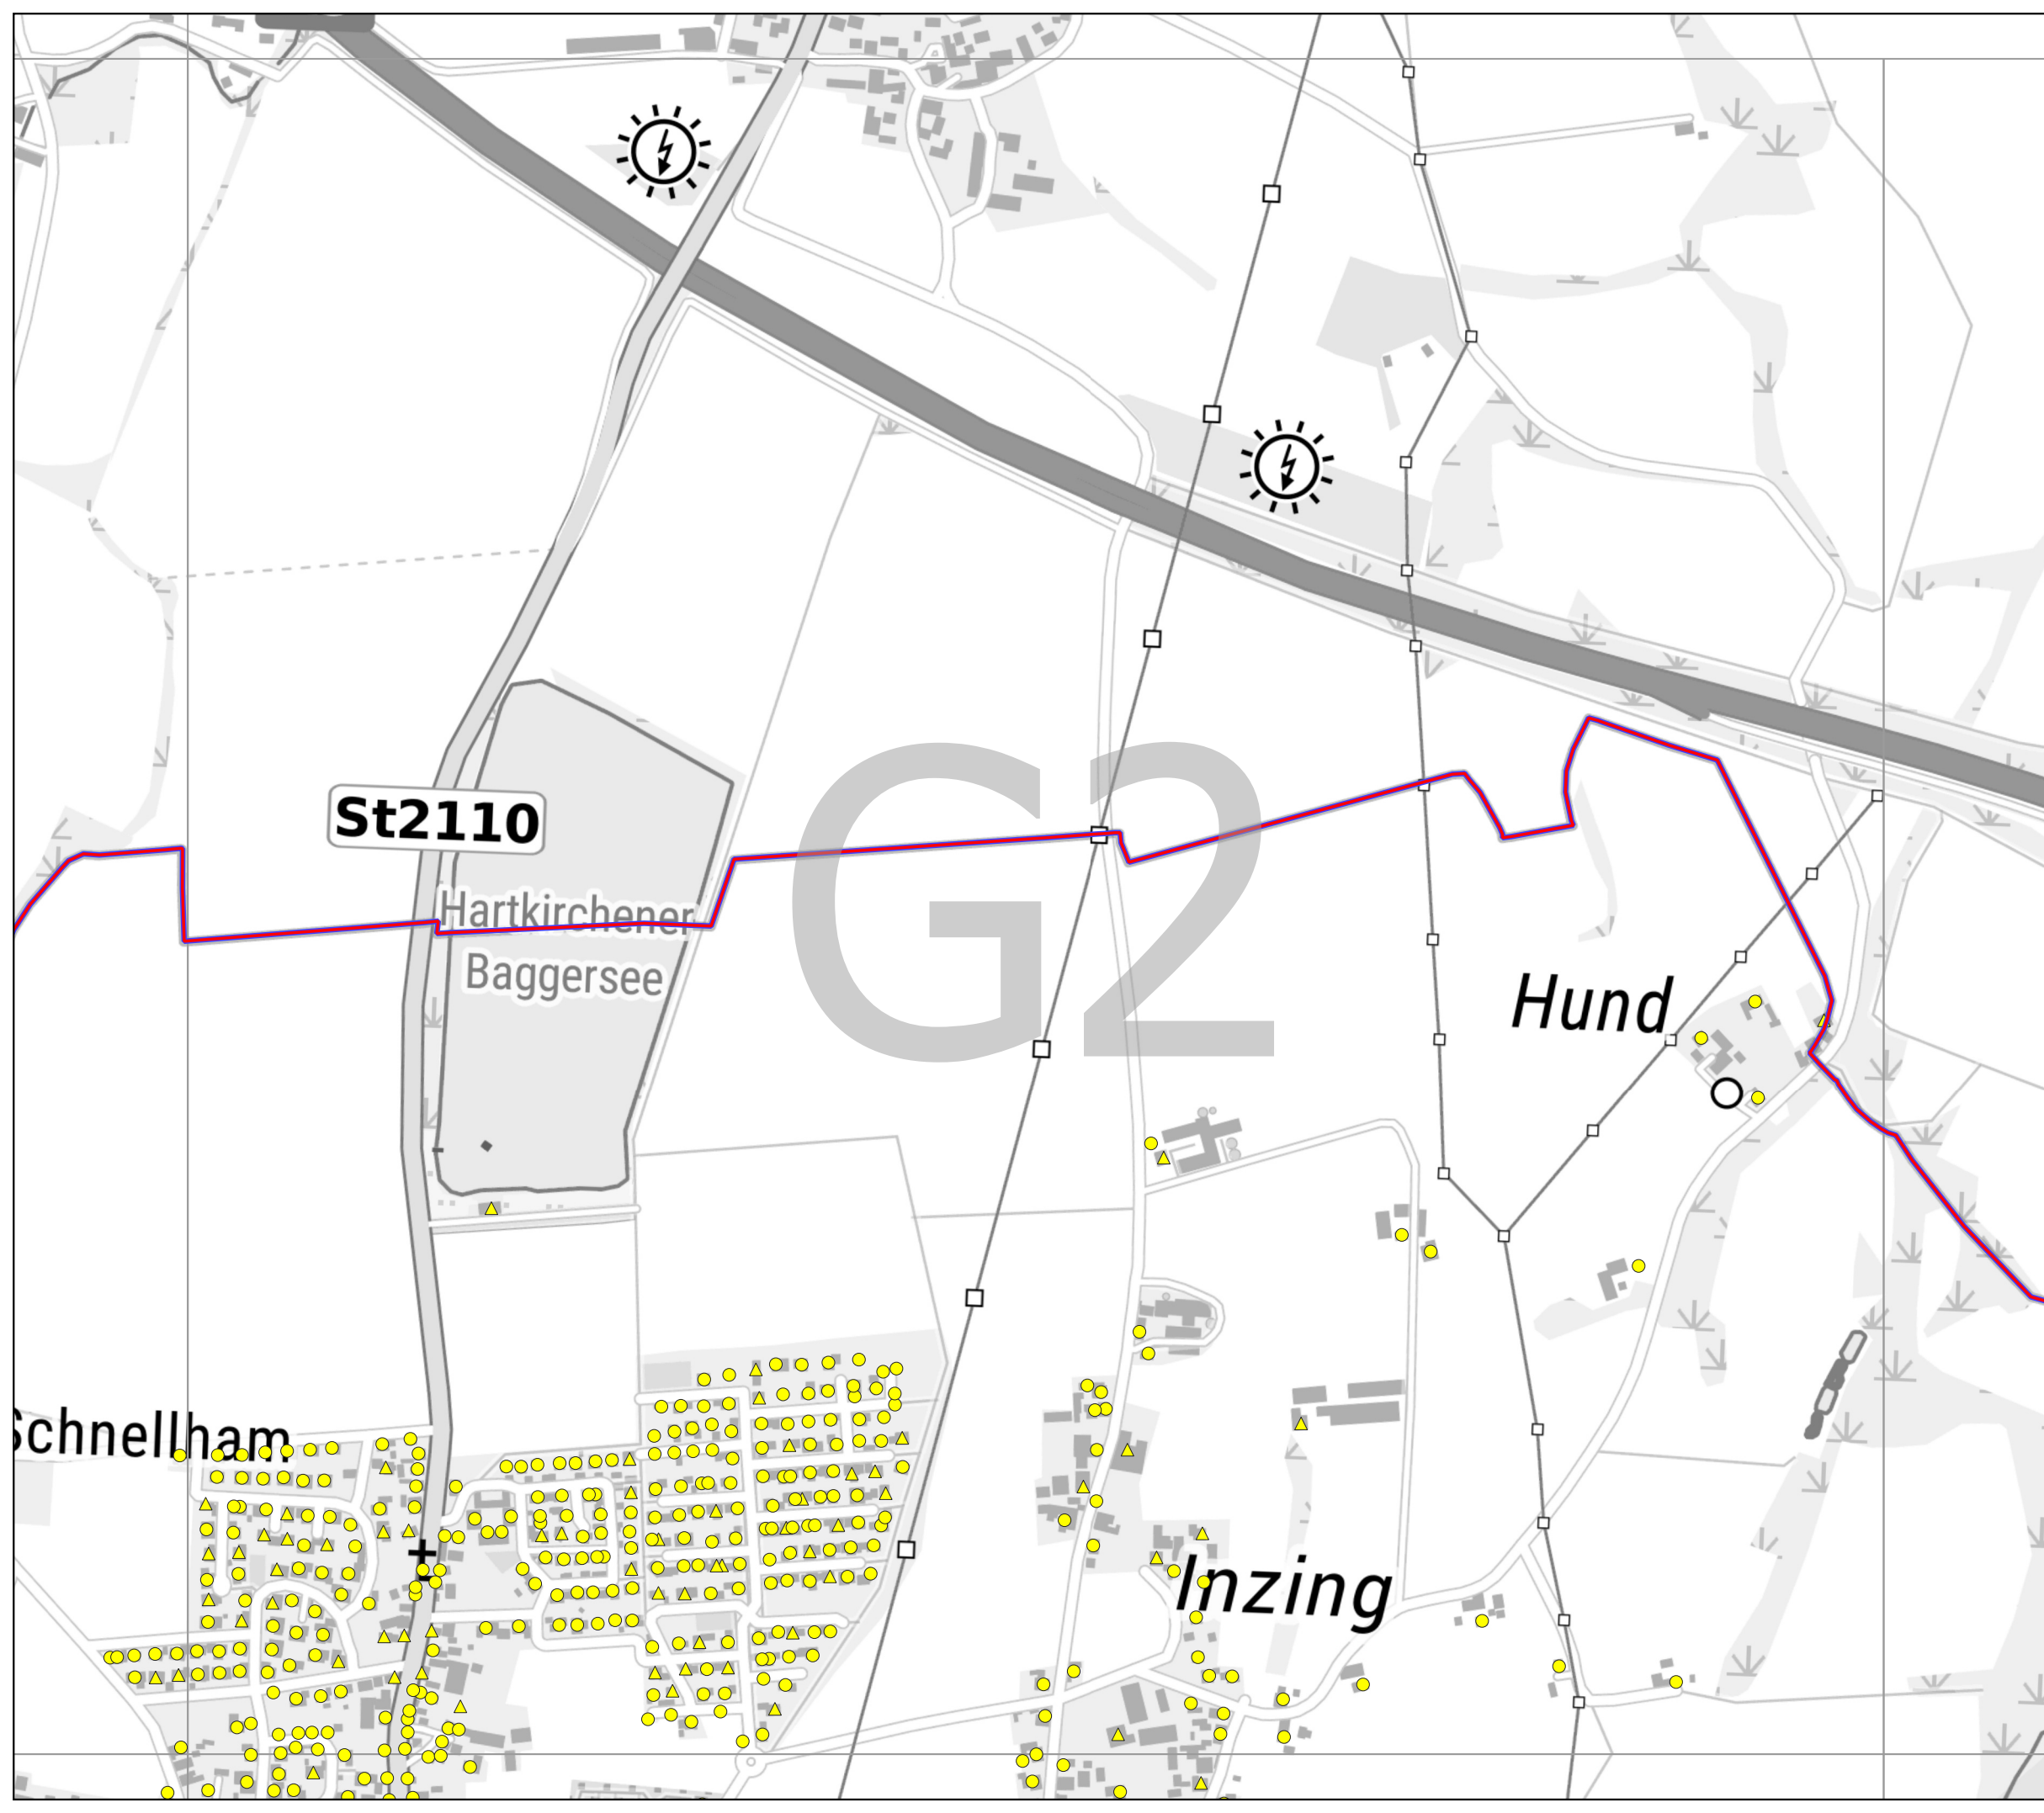 St2110
Hartkirchener
Baggersee
G2
Hund
Schnellham
Inzing